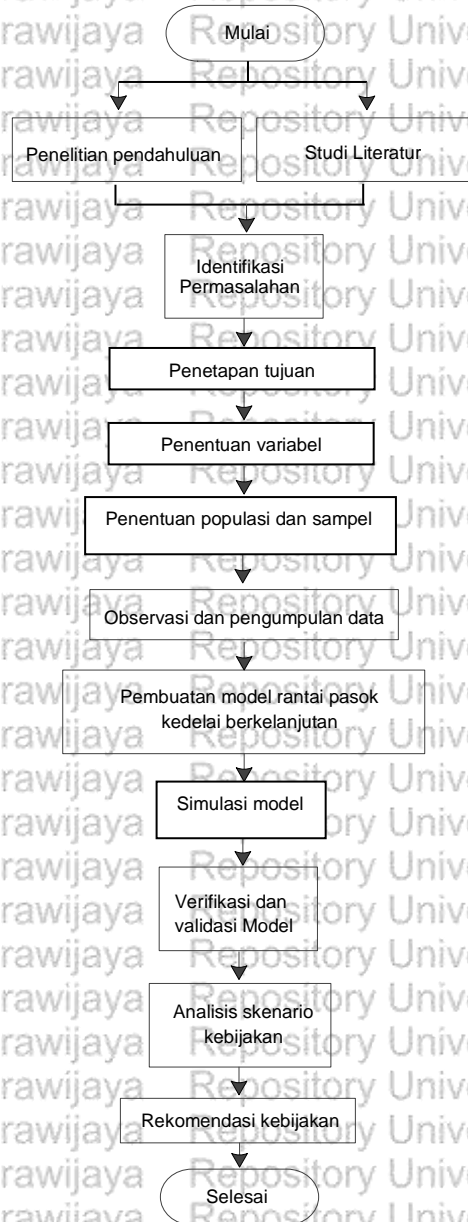 Mulai
Penelitian pendahuluan
Studi Literatur
Identifikasi
Permasalahan
Penetapan tujuan
Penentuan variabel
Penentuan populasi dan sampel
Observasi dan pengumpulan data
Pembuatan model rantai pasok
kedelai berkelanjutan
Simulasi model
Verifikasi dan
validasi Model
Analisis skenario
kebijakan
Rekomendasi kebijakan
Selesai